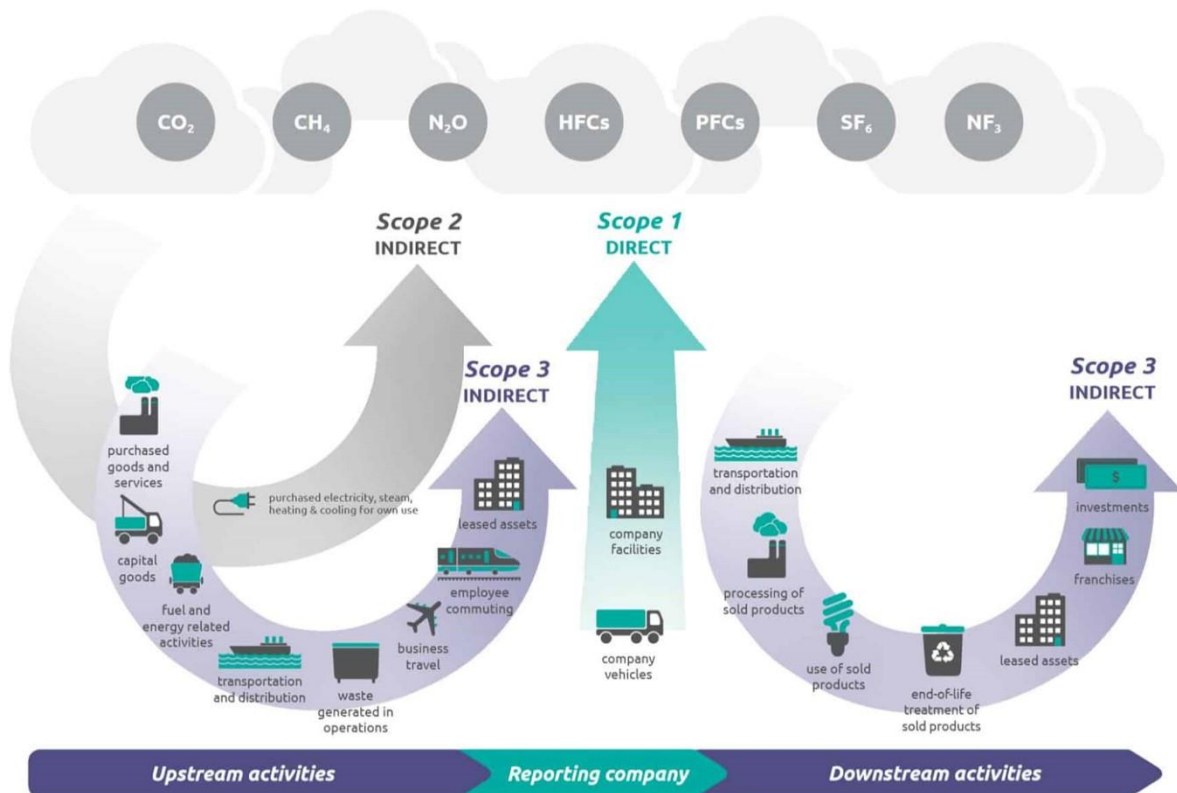 CO₂
CH₄
N₂O
HFCs
PFCs
SF₆
NF₃
Scope 2
INDIRECT
Scope 1
DIRECT
Scope 3
INDIRECT
Scope 3
INDIRECT
purchased
goods and
services
capital
goods
fuel and
energy related
activities
transportation
and distribution
waste
generated in
operations
business
travel
employee
commuting
leased assets
purchased electricity, steam,
heating & cooling for own use
company
facilities
company
vehicles
transportation
and distribution
processing of
sold products
use of sold
products
end-of-life
treatment of
sold products
leased assets
franchises
$
investments
Upstream activities
Reporting company
Downstream activities